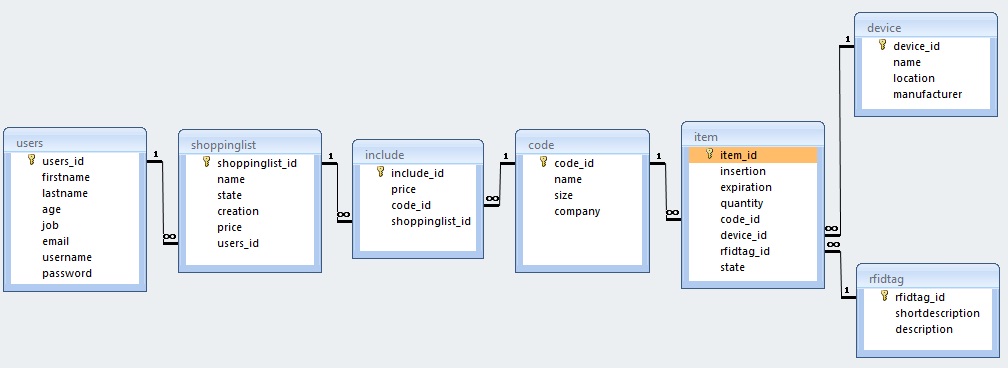 users
users_id
firstname
lastname
age
job
email
username
password
1
∞
shoppinglist
shoppinglist_id
name
state
creation
price
users_id
1
∞
include
include_id
price
code_id
shoppinglist_id
∞
1
code
code_id
name
size
company
1
∞
item
item_id
insertion
expiration
quantity
code_id
device_id
rfidtag_id
state
∞
∞
1
device
device_id
name
location
manufacturer
1
rfidtag
rfidtag_id
shortdescription
description